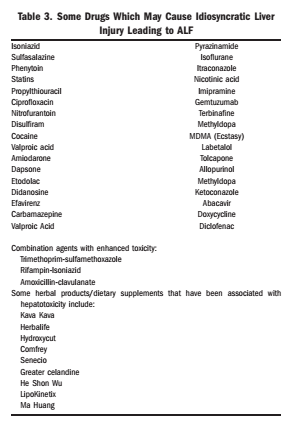 Table 3. Some Drugs Which May Cause Idiosyncratic Liver
Injury Leading to ALF
Isoniazid Pyrazinamide
Sulfasalazine Isoflurane
Phenytoin Itraconazole
Statins Nicotinic acid
Propylthiouracil Imipramine
Ciprofloxacin Gemtuzumab
Nitrofurantoin Terbinafine
Disulfiram Methyldopa
Cocaine MDMA (Ecstasy)
Valproic acid Labetalol
Amiodarone Tolcapone
Dapsone Allopurinol
Etodolac Methyldopa
Didanosine Ketoconazole
Efavirenz Abacavir
Carbamazepine Doxycycline
Valproic Acid Diclofenac
Combination agents with enhanced toxicity:
Trimethoprim-sulfamethoxazole
Rifampin-Isoniazid
Amoxicillin-clavulanate
Some herbal products/dietary supplements that have been associated with
hepatotoxicity include:
Kava Kava
Herbalife
Hydroxycut
Comfrey
Senecio
Greater celandine
He Shon Wu
LipoKinetix
Ma Huang